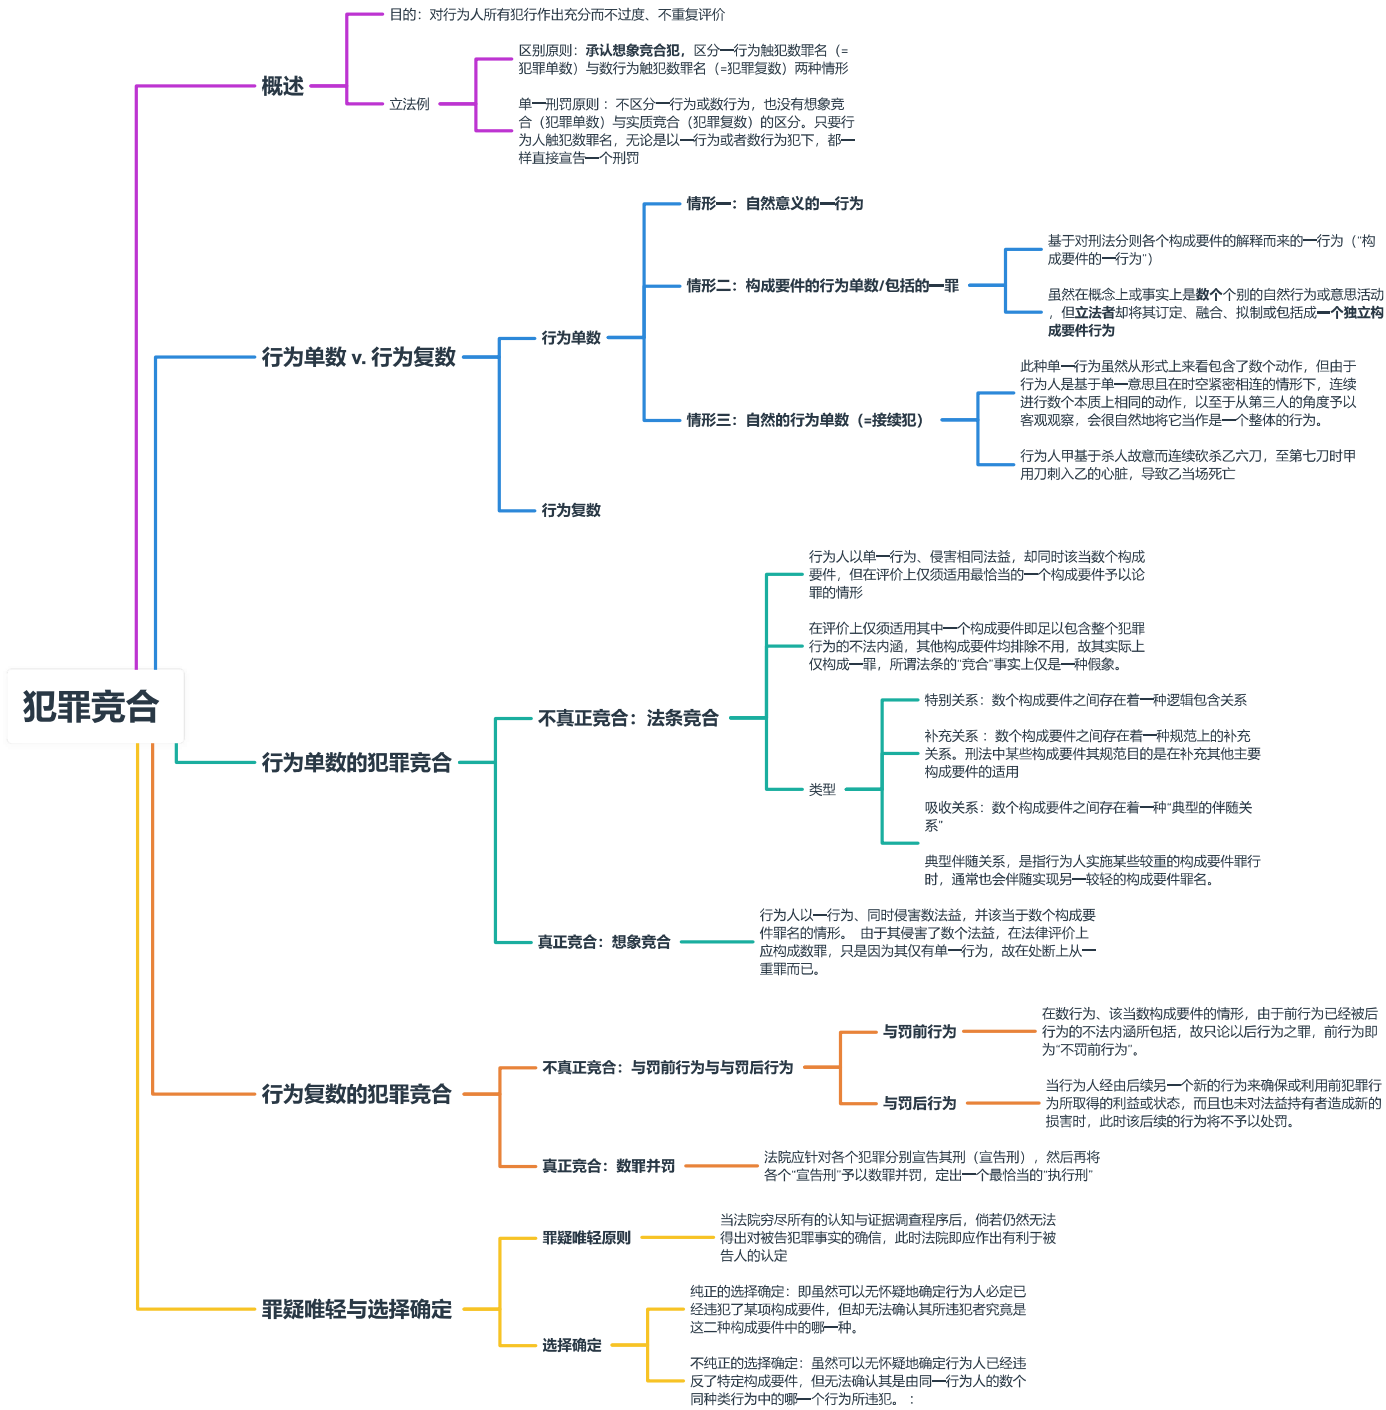 目的：对行为人所有犯行作出充分而不过度、不重复评价
区别原则：承认想象竞合犯，区分一行为触犯数罪名（=
犯罪单数）与数行为触犯数罪名（=犯罪复数）两种情形
概述
立法例
单一刑罚原则 ：不区分一行为或数行为，也没有想象竞
合（犯罪单数）与实质竞合（犯罪复数）的区分。只要行
为人触犯数罪名，无论是以一行为或者数行为犯下，都一
样直接宣告一个刑罚
情形一：自然意义的一行为
基于对刑法分则各个构成要件的解释而来的一行为（“构
成要件的一行为”）
情形二：构成要件的行为单数/包括的一罪
虽然在概念上或事实上是数个个别的自然行为或意思活动
，但立法者却将其订定、融合、拟制或包括成一个独立构
成要件行为
行为单数
行为单数 v. 行为复数
此种单一行为虽然从形式上来看包含了数个动作，但由于
行为人是基于单一意思且在时空紧密相连的情形下，连续
进行数个本质上相同的动作，以至于从第三人的角度予以
客观观察，会很自然地将它当作是一个整体的行为。
情形三：自然的行为单数（=接续犯）
行为人甲基于杀人故意而连续砍杀乙六刀，至第七刀时甲
用刀刺入乙的心脏，导致乙当场死亡
行为复数
犯罪竞合
行为人以单一行为、侵害相同法益，却同时该当数个构成
要件，但在评价上仅须适用最恰当的一个构成要件予以论
罪的情形
在评价上仅须适用其中一个构成要件即足以包含整个犯罪
行为的不法内涵，其他构成要件均排除不用，故其实际上
仅构成一罪，所谓法条的“竞合”事实上仅是一种假象。
不真正竞合：法条竞合
特别关系：数个构成要件之间存在着一种逻辑包含关系
补充关系 ：数个构成要件之间存在着一种规范上的补充
关系。刑法中某些构成要件其规范目的是在补充其他主要
构成要件的适用
类型
吸收关系：数个构成要件之间存在着一种“典型的伴随关
系”
典型伴随关系，是指行为人实施某些较重的构成要件罪行
时，通常也会伴随实现另一较轻的构成要件罪名。
行为单数的犯罪竞合
真正竞合：想象竞合
行为人以一行为、同时侵害数法益，并该当于数个构成要
件罪名的情形。 由于其侵害了数个法益，在法律评价上
应构成数罪，只是因为其仅有单一行为，故在处断上从一
重罪而已。
在数行为、该当数构成要件的情形，由于前行为已经被后
行为的不法内涵所包括，故只论以后行为之罪，前行为即
为“不罚前行为”。
与罚前行为
不真正竞合：与罚前行为与与罚后行为
当行为人经由后续另一个新的行为来确保或利用前犯罪行
为所取得的利益或状态，而且也未对法益持有者造成新的
损害时，此时该后续的行为将不予以处罚。
与罚后行为
行为复数的犯罪竞合
真正竞合：数罪并罚
法院应针对各个犯罪分别宣告其刑（宣告刑），然后再将
各个“宣告刑”予以数罪并罚，定出一个最恰当的“执行刑”
当法院穷尽所有的认知与证据调查程序后，倘若仍然无法
得出对被告犯罪事实的确信，此时法院即应作出有利于被
告人的认定
罪疑唯轻原则
罪疑唯轻与选择确定
纯正的选择确定：即虽然可以无怀疑地确定行为人必定已
经违犯了某项构成要件，但却无法确认其所违犯者究竟是
这二种构成要件中的哪一种。
选择确定
不纯正的选择确定：虽然可以无怀疑地确定行为人已经违
反了特定构成要件，但无法确认其是由同一行为人的数个
同种类行为中的哪一个行为所违犯。 ：